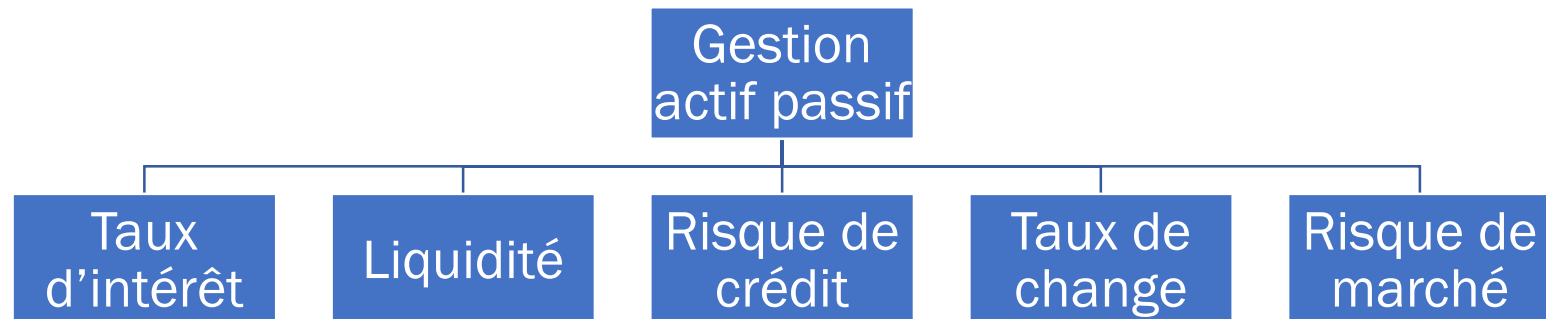 Gestion
actif passif
Taux
d’intérêt
Liquidité
Risque de
crédit
Taux de
change
Risque de
marché